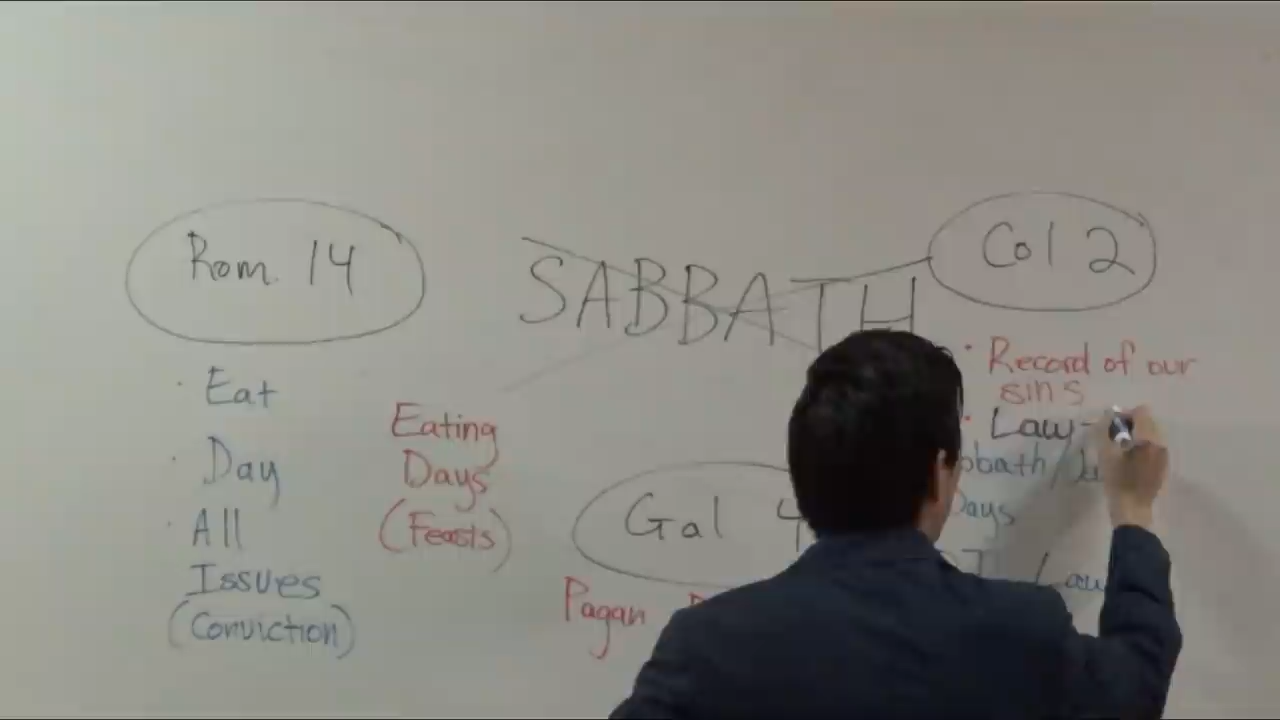 Rom. 14
SABBATH
Col 2
Eat
Day
All
Issues
(Conviction)
Eating
Days
(Feasts)
Gal 4
Pagan
Record of our
sins
Law -
Days
Law